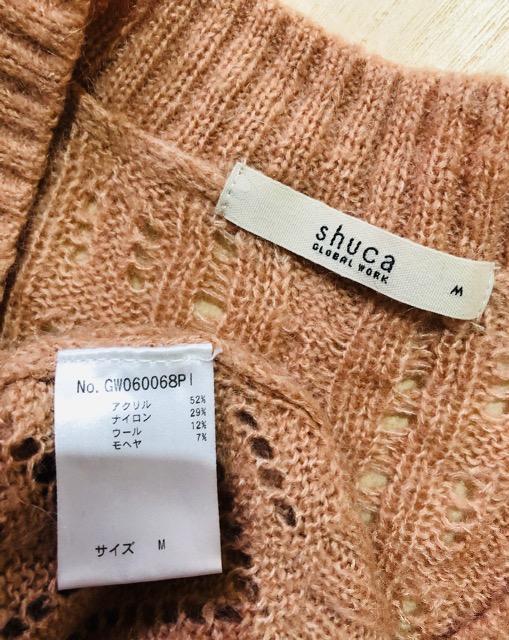 shuca
GLOBAL WORK
M
No. GW060068PI
アクリル 52%
ナイロン 29%
ウール 12%
モヘヤ 7%
サイズ M